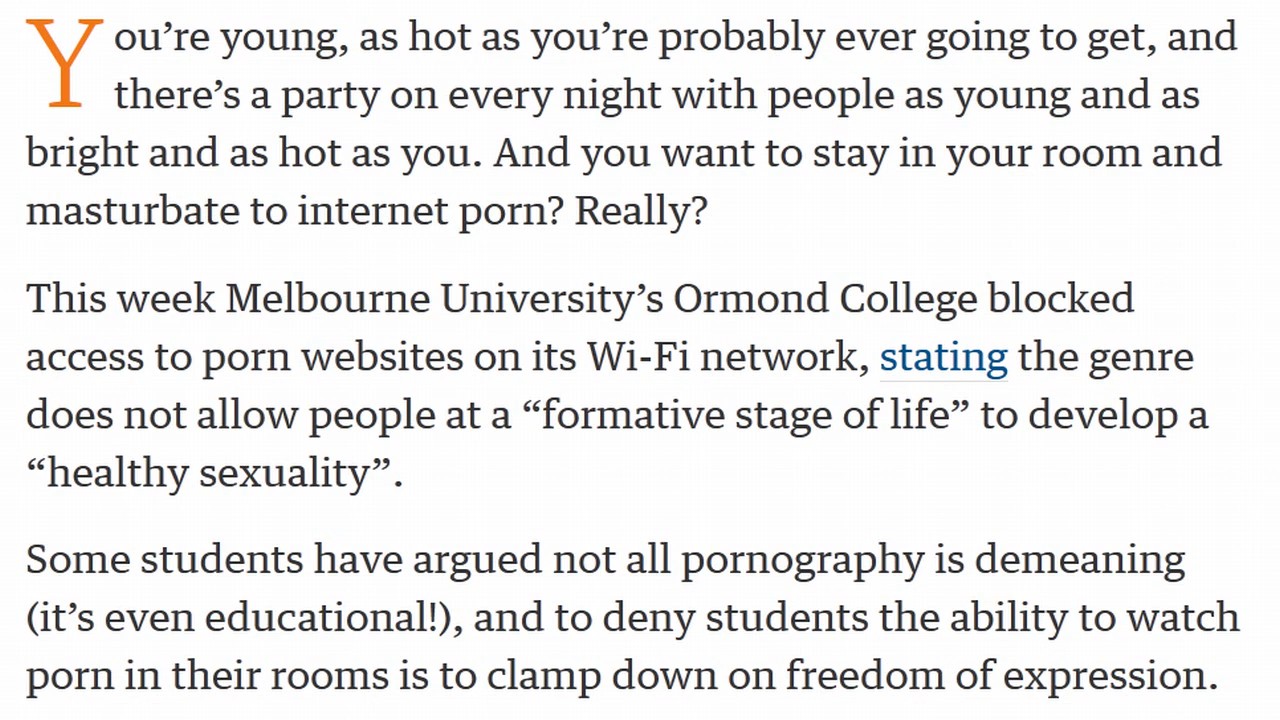 You’re young, as hot as you’re probably ever going to get, and
there’s a party on every night with people as young and as
bright and as hot as you. And you want to stay in your room and
masturbate to internet porn? Really?
This week Melbourne University’s Ormond College blocked
access to porn websites on its Wi-Fi network, stating the genre
does not allow people at a “formative stage of life” to develop a
“healthy sexuality”.
Some students have argued not all pornography is demeaning
(it’s even educational!), and to deny students the ability to watch
porn in their rooms is to clamp down on freedom of expression.